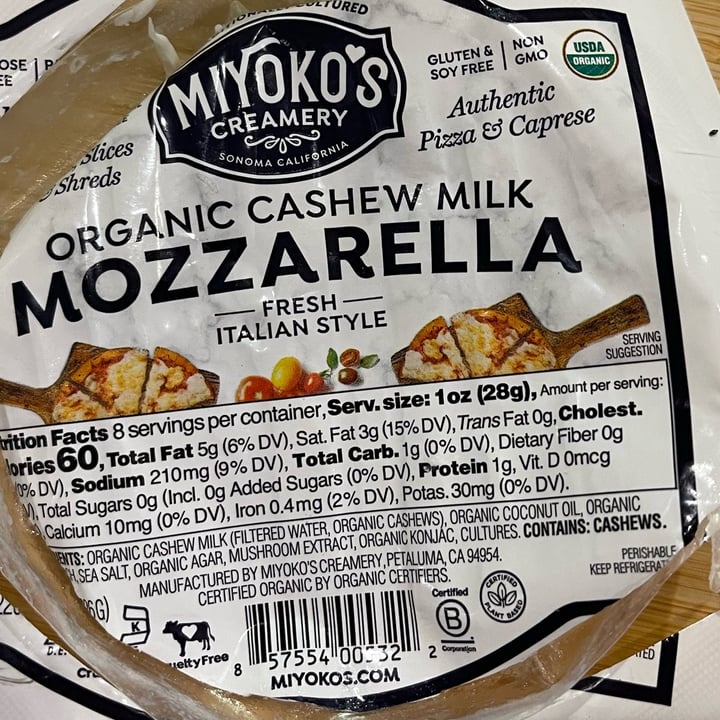 CULTURED
OSE
EE
MIYOKO'S
CREAMERY
SONOMA CALIFORNIA
GLUTEN & SOY FREE
NON GMO
USDA
ORGANIC
Authentic
Pizza & Caprese
Slices
& Shreds
ORGANIC CASHEW MILK
MOZZARELLA
FRESH
ITALIAN STYLE
SERVING
SUGGESTION
rition Facts 8 servings per container, Serv. size: 1oz (28g), Amount per serving:
lories 60, Total Fat 5g (6% DV), Sat. Fat 3g (15% DV), Trans Fat 0g, Cholest.
(0% DV), Sodium 210mg (9% DV), Total Carb. 1g (0% DV), Dietary Fiber 0g
Total Sugars 0g (Incl. 0g Added Sugars (0% DV), Protein 1g, Vit. D 0mcg
Calcium 10mg (0% DV), Iron 0.4mg (2% DV), Potas. 30mg (0% DV).
ENTS: ORGANIC CASHEW MILK (FILTERED WATER, ORGANIC CASHEWS), ORGANIC COCONUT OIL, ORGANIC
H, SEA SALT, ORGANIC AGAR, MUSHROOM EXTRACT, ORGANIC KONJAC, CULTURES. CONTAINS: CASHEWS.
MANUFACTURED BY MIYOKO'S CREAMERY, PETALUMA, CA 94954.
CERTIFIED ORGANIC BY ORGANIC CERTIFIERS.
PERISHABLE
KEEP REFRIGERAT
K
D.E.
ueltyFree
Certified
B
Corporation
CERTIFIED
PLANT BASED
8 57554 00532 2
MIYOKOS.COM